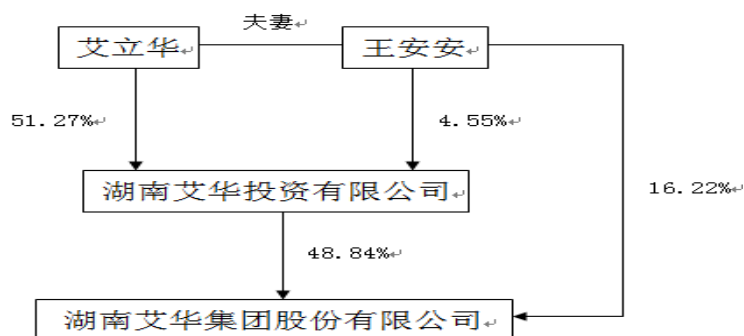 夫妻
艾立华
王安安
51.27%
4.55%
湖南艾华投资有限公司
16.22%
48.84%
湖南艾华集团股份有限公司